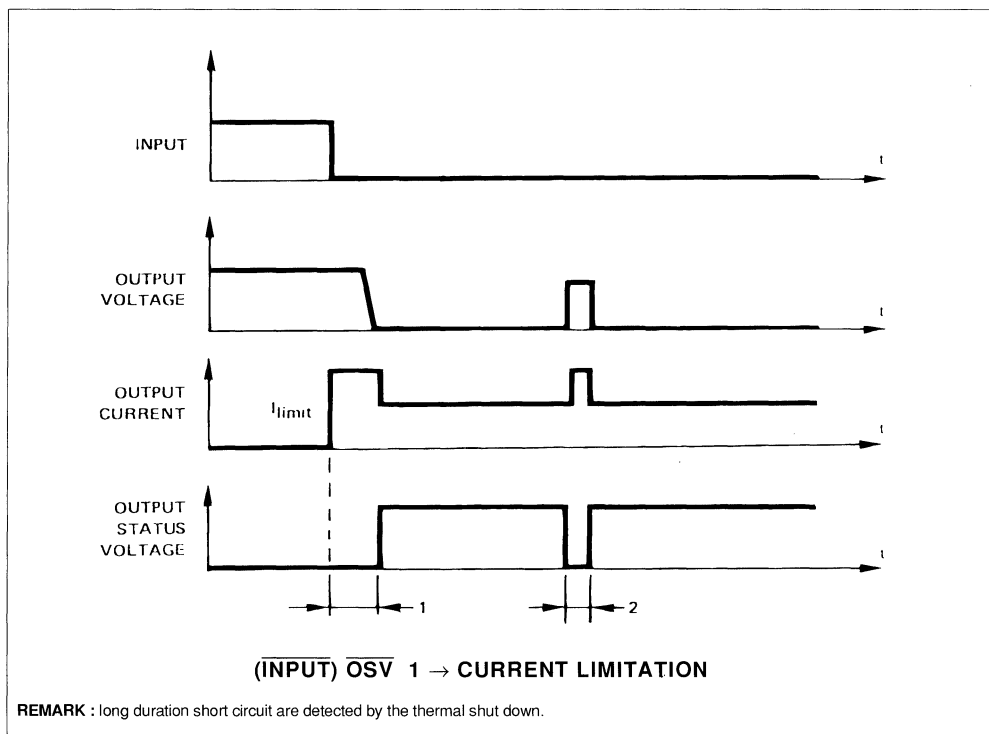 INPUT
t
OUTPUT
VOLTAGE
t
OUTPUT
CURRENT
Ilimit
t
OUTPUT
STATUS
VOLTAGE
t
1
2
(INPUT) OSV 1 → CURRENT LIMITATION
REMARK : long duration short circuit are detected by the thermal shut down.